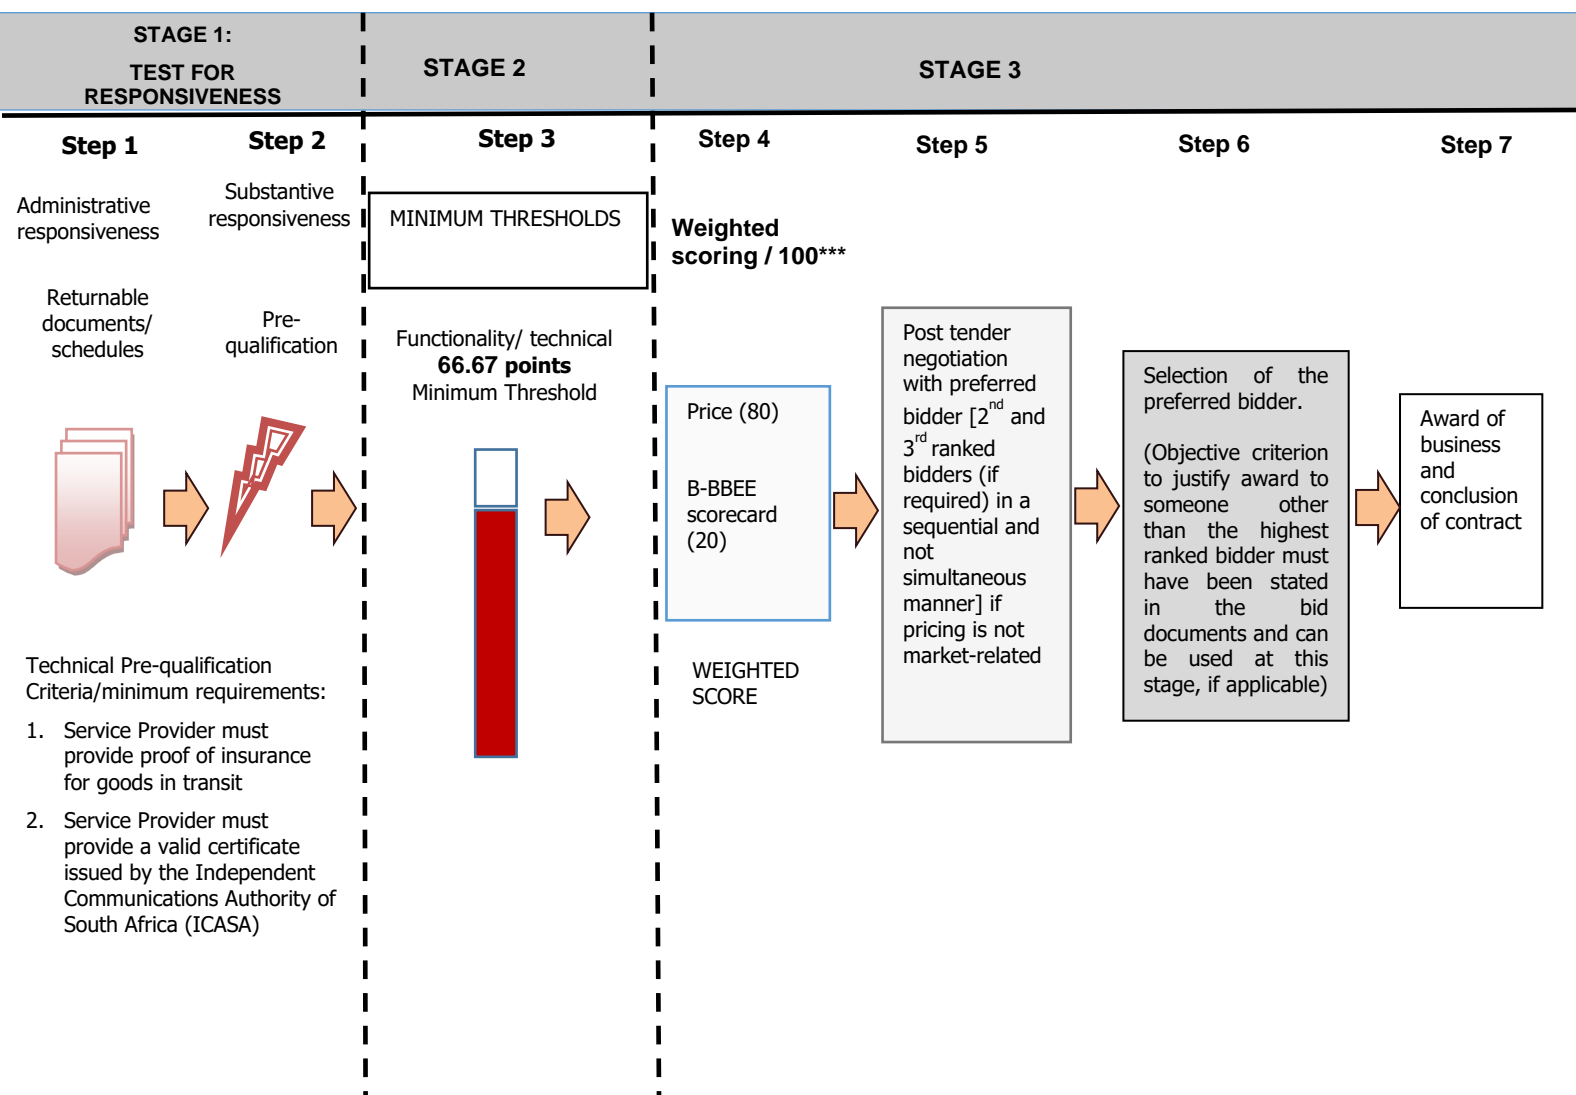 STAGE 1:
TEST FOR
RESPONSIVENESS
STAGE 2
STAGE 3
Step 1
Step 2
Step 3
Step 4
Step 5
Step 6
Step 7
Administrative
responsiveness
Substantive
responsiveness
MINIMUM THRESHOLDS
Weighted
scoring / 100***
Returnable
documents/
schedules
Pre-
qualification
Functionality/ technical
66.67 points
Minimum Threshold
Price (80)
B-BBEE
scorecard
(20)
WEIGHTED
SCORE
Post tender
negotiation
with preferred
bidder [2nd and
3rd ranked
bidders (if
required) in a
sequential and
not
simultaneous
manner] if
pricing is not
market-related
Selection of the
preferred bidder.
(Objective criterion
to justify award to
someone other
than the highest
ranked bidder must
have been stated
in the bid
documents and can
be used at this
stage, if applicable)
Award of
business
and
conclusion
of contract
Technical Pre-qualification
Criteria/minimum requirements:
1. Service Provider must
provide proof of insurance
for goods in transit
2. Service Provider must
provide a valid certificate
issued by the Independent
Communications Authority of
South Africa (ICASA)